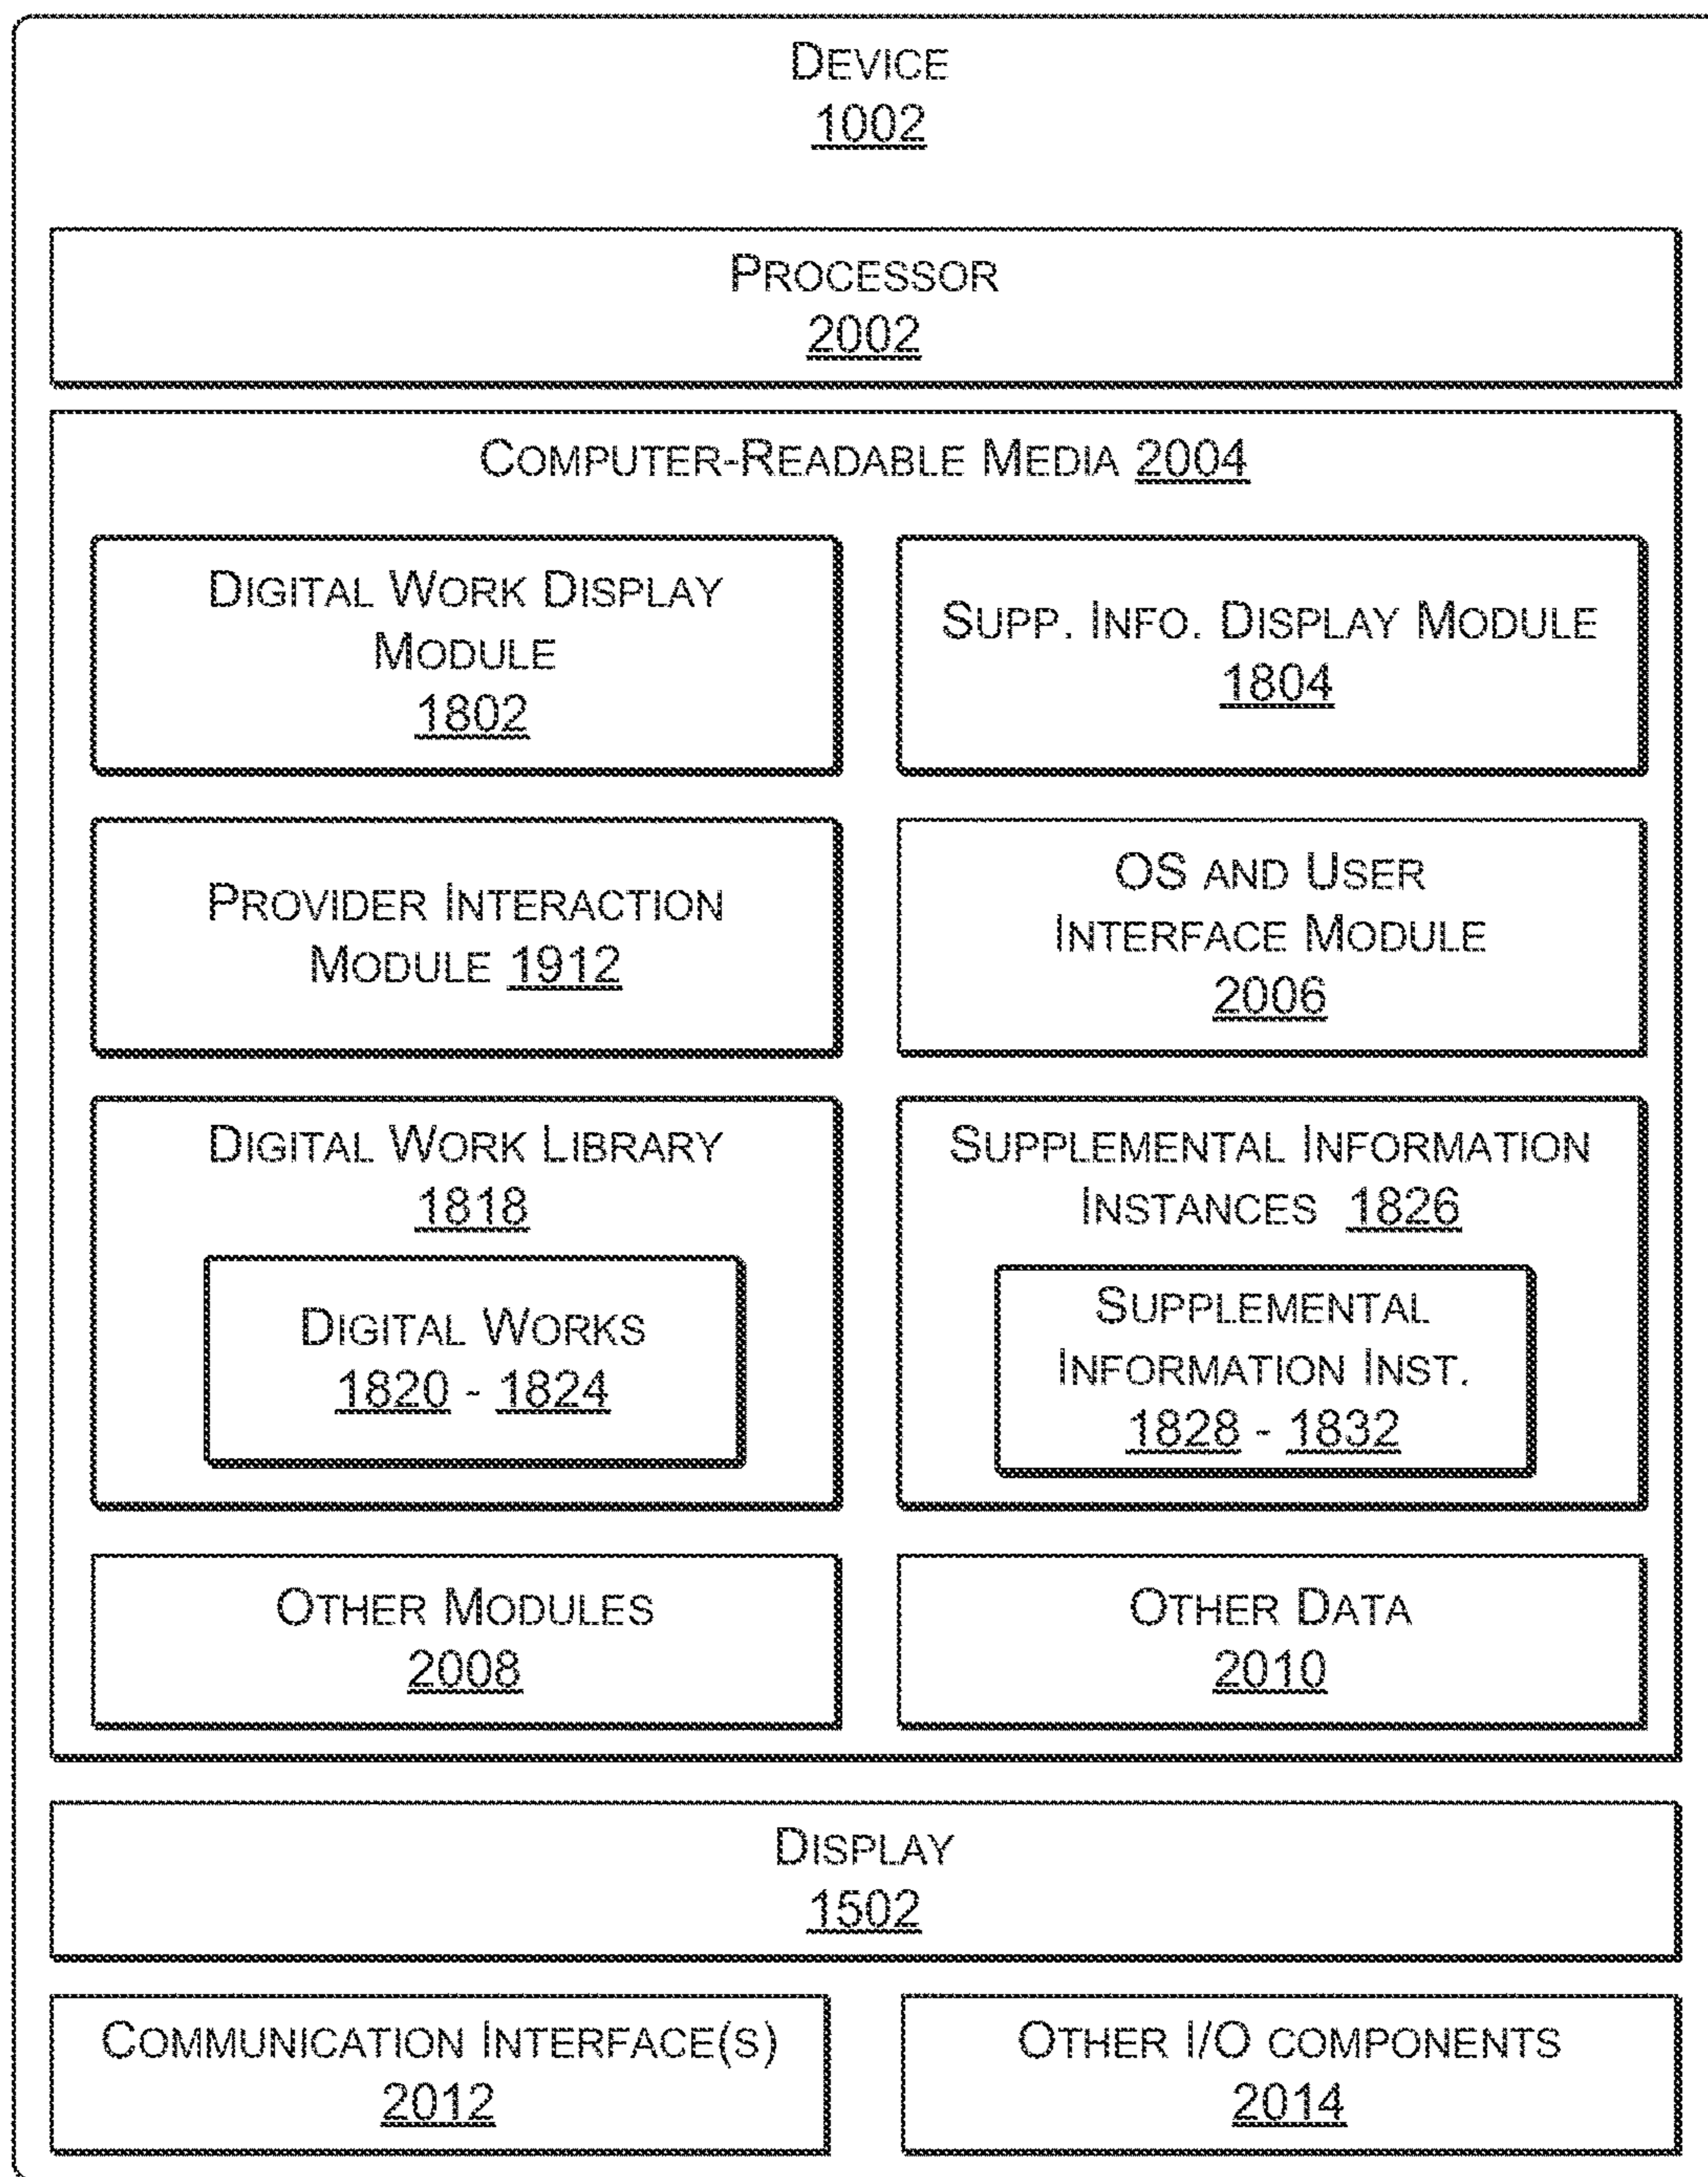 DEVICE
1002
PROCESSOR
2002
COMPUTER-READABLE MEDIA 2004
DIGITAL WORK DISPLAY
MODULE
1802
SUPP. INFO. DISPLAY MODULE
1804
PROVIDER INTERACTION
MODULE 1912
OS AND USER
INTERFACE MODULE
2006
DIGITAL WORK LIBRARY
1818
DIGITAL WORKS
1820 - 1824
SUPPLEMENTAL INFORMATION
INSTANCES 1826
SUPPLEMENTAL
INFORMATION INST.
1828 - 1832
OTHER MODULES
2008
OTHER DATA
2010
DISPLAY
1502
COMMUNICATION INTERFACE(S)
2012
OTHER I/O COMPONENTS
2014